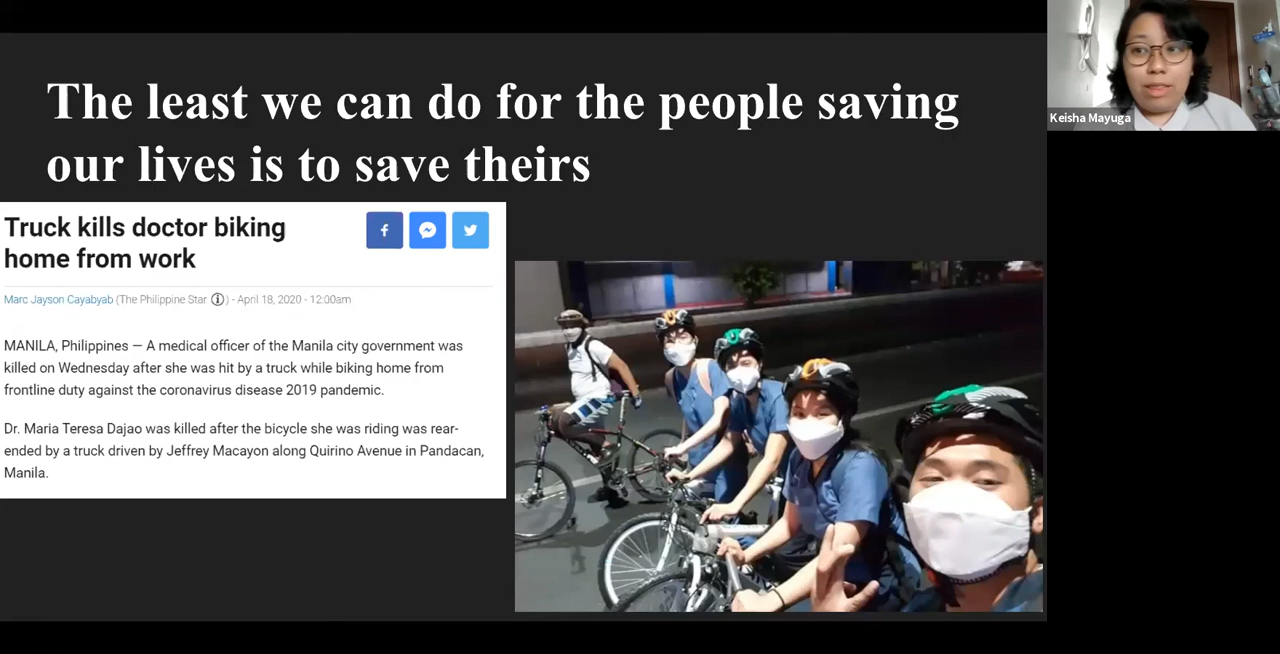 The least we can do for the people saving
our lives is to save theirs
Keisha Mayuga
Truck kills doctor biking
home from work
Marc Jayson Cayabyab (The Philippine Star ) - April 18, 2020 - 12:00am
MANILA, Philippines — A medical officer of the Manila city government was
killed on Wednesday after she was hit by a truck while biking home from
frontline duty against the coronavirus disease 2019 pandemic.
Dr. Maria Teresa Dajao was killed after the bicycle she was riding was rear-
ended by a truck driven by Jeffrey Macayon along Quirino Avenue in Pandacan,
Manila.